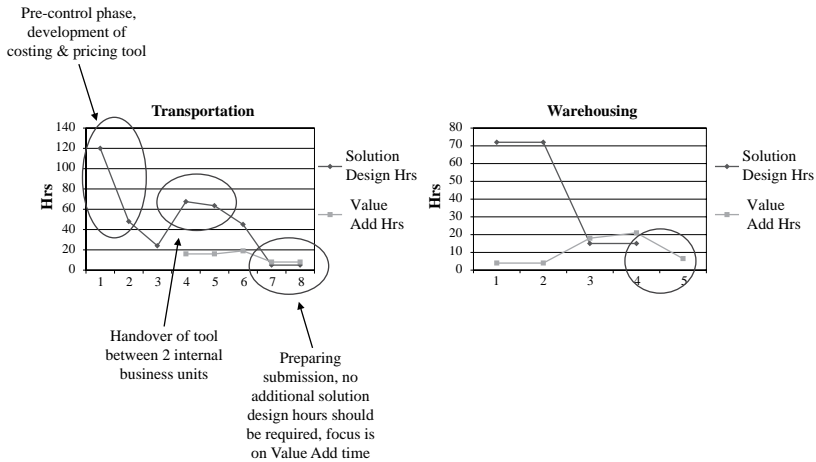 Pre-control phase,
development of
costing & pricing tool
Transportation
Hrs
140
120
100
80
60
40
20
0
1 2 3 4 5 6 7 8
Solution
Design Hrs
Value
Add Hrs
Handover of tool
between 2 internal
business units
Preparing
submission, no
additional solution
design hours should
be required, focus is
on Value Add time
Warehousing
Hrs
80
70
60
50
40
30
20
10
0
1 2 3 4 5
Solution
Design Hrs
Value
Add Hrs